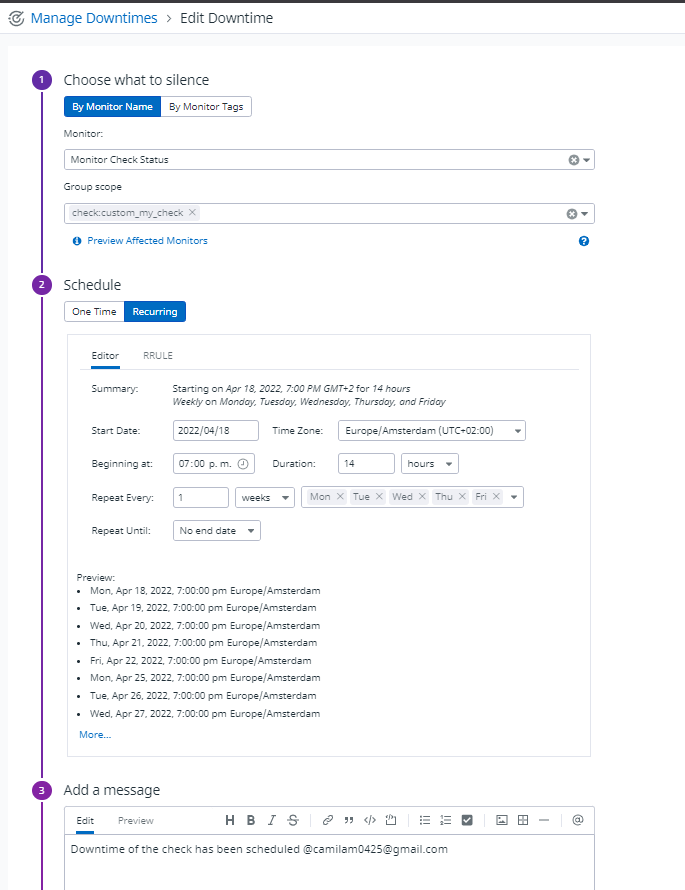 Manage Downtimes > Edit Downtime
1 Choose what to silence
By Monitor Name By Monitor Tags
Monitor:
Monitor Check Status
Group scope
check:custom_my_check ×
Preview Affected Monitors
2 Schedule
One Time Recurring
Editor RRULE
Summary: Starting on Apr 18, 2022, 7:00 PM GMT+2 for 14 hours
Weekly on Monday, Tuesday, Wednesday, Thursday, and Friday
Start Date: 2022/04/18 Time Zone: Europe/Amsterdam (UTC+02:00)
Beginning at: 07:00 p. m. Duration: 14 hours
Repeat Every: 1 weeks Mon × Tue × Wed × Thu × Fri ×
Repeat Until: No end date
Preview:
• Mon, Apr 18, 2022, 7:00:00 pm Europe/Amsterdam
• Tue, Apr 19, 2022, 7:00:00 pm Europe/Amsterdam
• Wed, Apr 20, 2022, 7:00:00 pm Europe/Amsterdam
• Thu, Apr 21, 2022, 7:00:00 pm Europe/Amsterdam
• Fri, Apr 22, 2022, 7:00:00 pm Europe/Amsterdam
• Mon, Apr 25, 2022, 7:00:00 pm Europe/Amsterdam
• Tue, Apr 26, 2022, 7:00:00 pm Europe/Amsterdam
• Wed, Apr 27, 2022, 7:00:00 pm Europe/Amsterdam
More...
3 Add a message
Edit Preview H B I S @
Downtime of the check has been scheduled @camilam0425@gmail.com